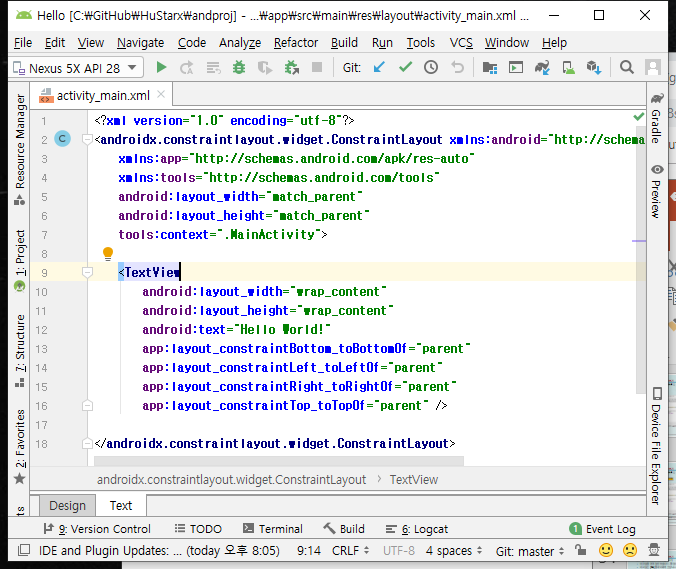 Hello [C:₩GitHub₩HuStarx₩andproj] - ...₩app₩src₩main₩res₩layout₩activity_main.xml ...
File Edit View Navigate Code Analyze Refactor Build Run Tools VCS Window Help
Nexus 5X API 28 Git:
activity_main.xml
Resource Manager
1: Project
7: Structure
2: Favorites
1 <?xml version="1.0" encoding="utf-8"?>
2 <androidx.constraintlayout.widget.ConstraintLayout xmlns:android="http://schema
3 xmlns:app="http://schemas.android.com/apk/res-auto"
4 xmlns:tools="http://schemas.android.com/tools"
5 android:layout_width="match_parent"
6 android:layout_height="match_parent"
7 tools:context=".MainActivity">
8
9 <TextView
10 android:layout_width="wrap_content"
11 android:layout_height="wrap_content"
12 android:text="Hello World!"
13 app:layout_constraintBottom_toBottomOf="parent"
14 app:layout_constraintLeft_toLeftOf="parent"
15 app:layout_constraintRight_toRightOf="parent"
16 app:layout_constraintTop_toTopOf="parent" />
17
18 </androidx.constraintlayout.widget.ConstraintLayout>
Gradle
Preview
Device File Explorer
androidx.constraintlayout.widget.ConstraintLayout > TextView
Design Text
9: Version Control TODO Terminal Build 6: Logcat 1 Event Log
IDE and Plugin Updates: ... (today 오후 8:05) 9:14 CRLF UTF-8 4 spaces Git: master